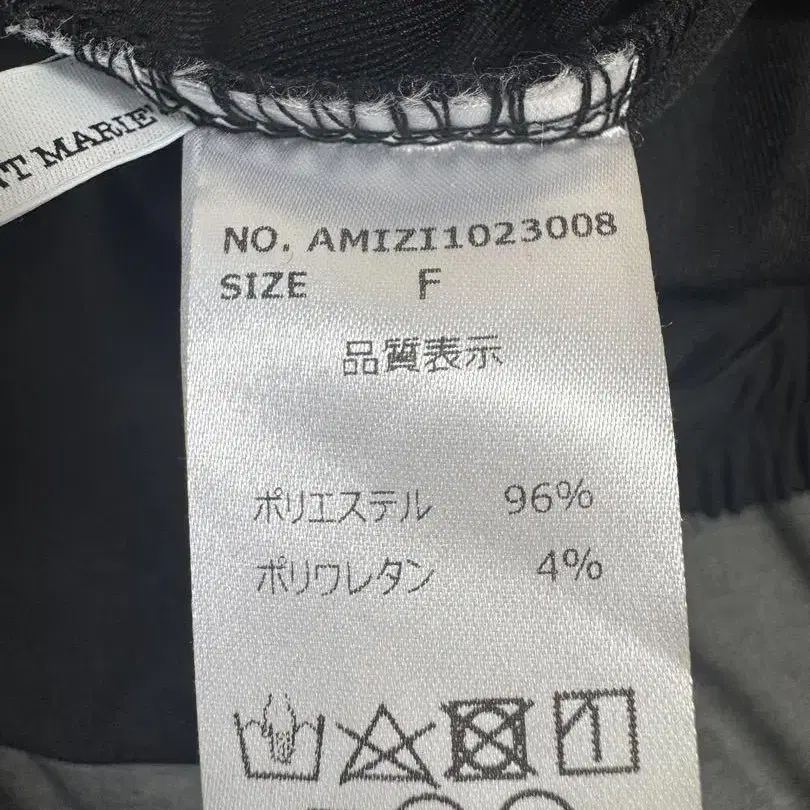 MARIE
NO. AMIZI1023008
SIZE F
品質表示
ポリエステル 96%
ポリウレタン 4%